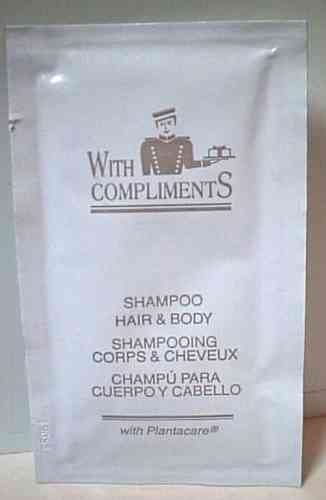 WITH
COMPLIMENTS
SHAMPOO
HAIR & BODY
SHAMPOOING
CORPS & CHEVEUX
CHAMPÚ PARA
CUERPO Y CABELLO
with Plantacare®